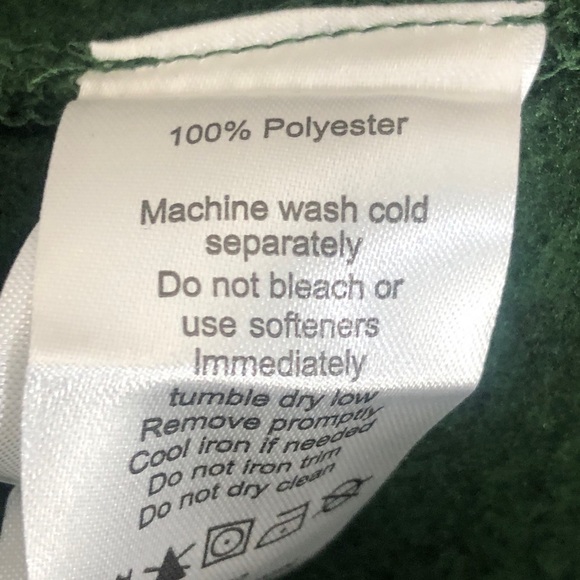 100% Polyester
Machine wash cold
separately
Do not bleach or
use softeners
Immediately
tumble dry low
Remove promptly
Cool iron if needed
Do not iron trim
Do not dry clean